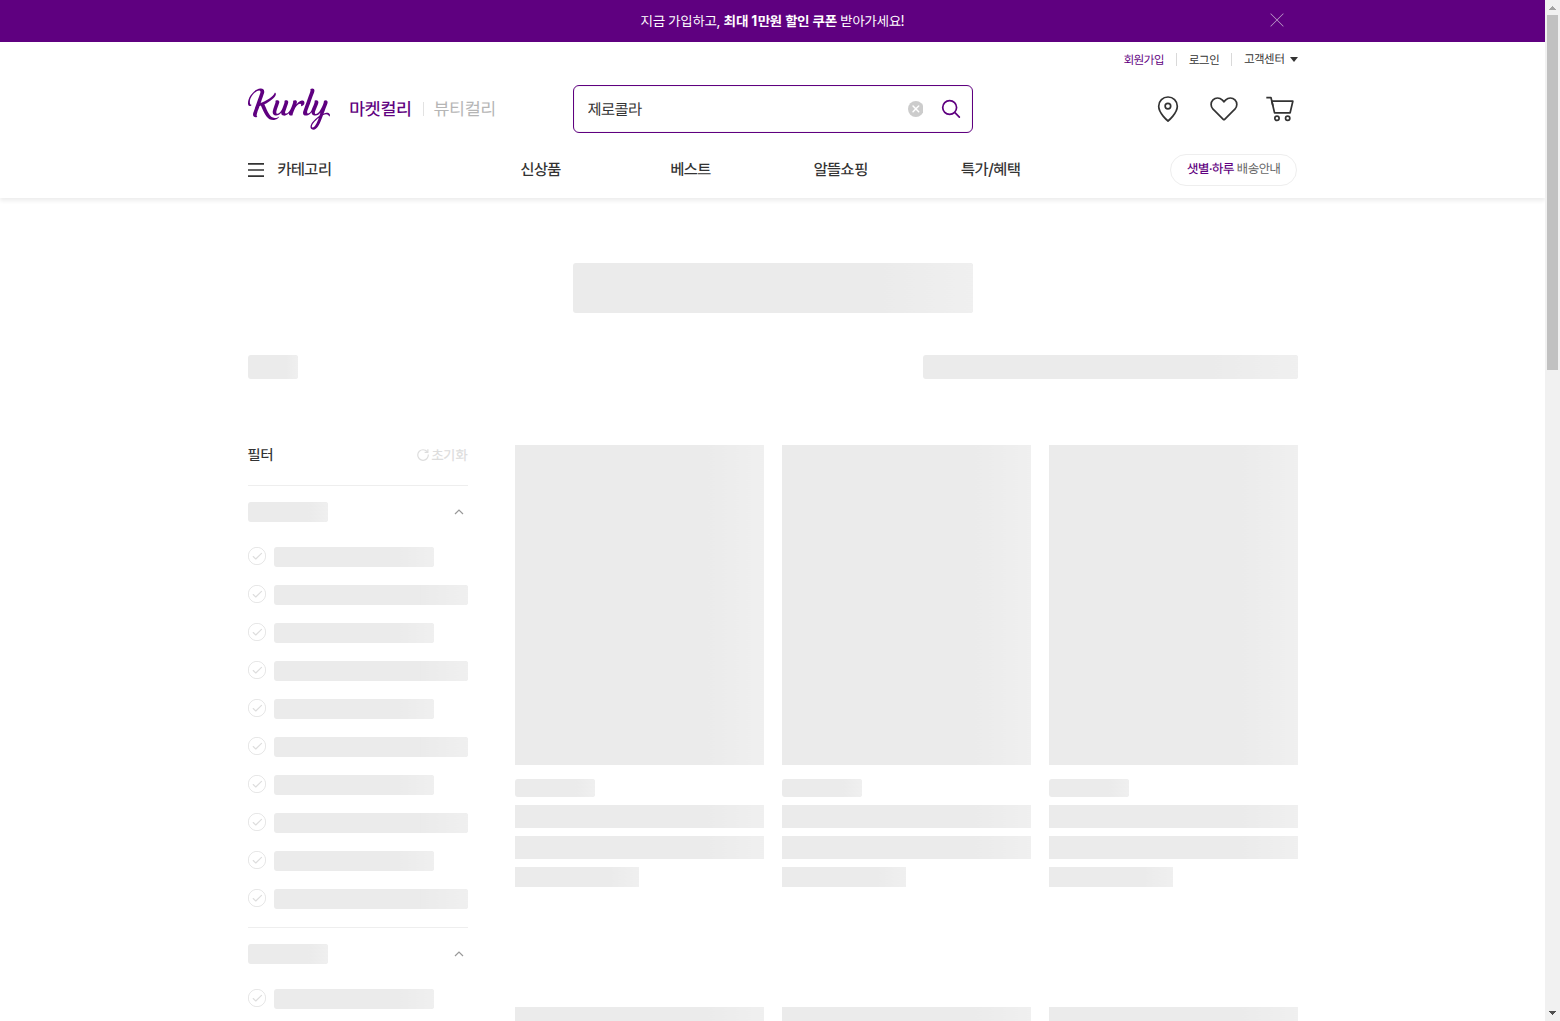 지금 가입하고, 최대 1만원 할인 쿠폰 받아가세요!
회원가입
로그인
고객센터
Kurly
마켓컬리
뷰티컬리
제로콜라
카테고리
신상품
베스트
알뜰쇼핑
특가/혜택
샛별·하루 배송안내
필터
초기화